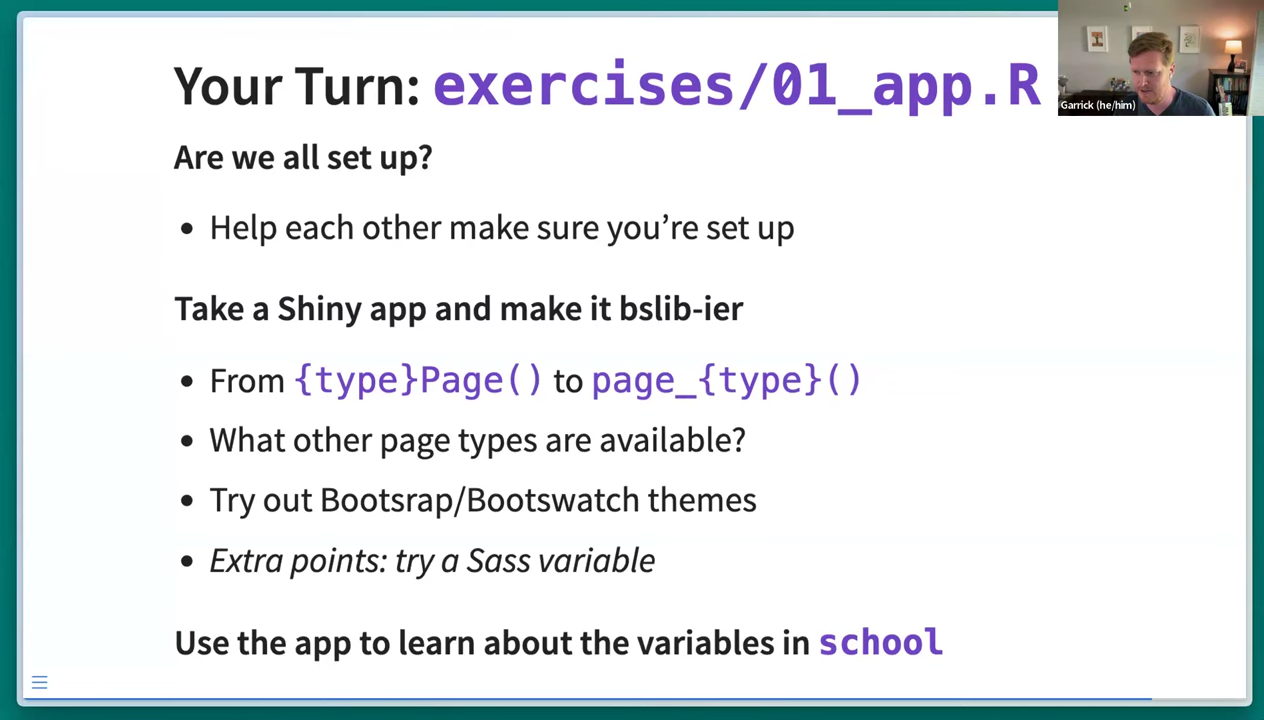 Your Turn: exercises/01_app.R
Garrick (he/him)
Are we all set up?
• Help each other make sure you’re set up
Take a Shiny app and make it bslib-ier
• From {type}Page() to page_{type}()
• What other page types are available?
• Try out Bootsrap/Bootswatch themes
• Extra points: try a Sass variable
Use the app to learn about the variables in school